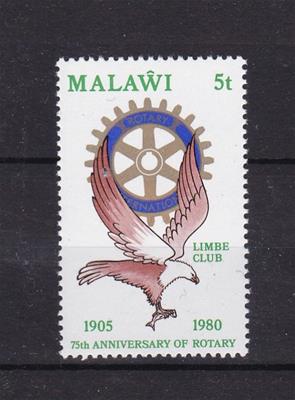 MALAŴI 5t
ROTARY
INTERNATIONAL
LIMBE
CLUB
1905 1980
75th ANNIVERSARY OF ROTARY